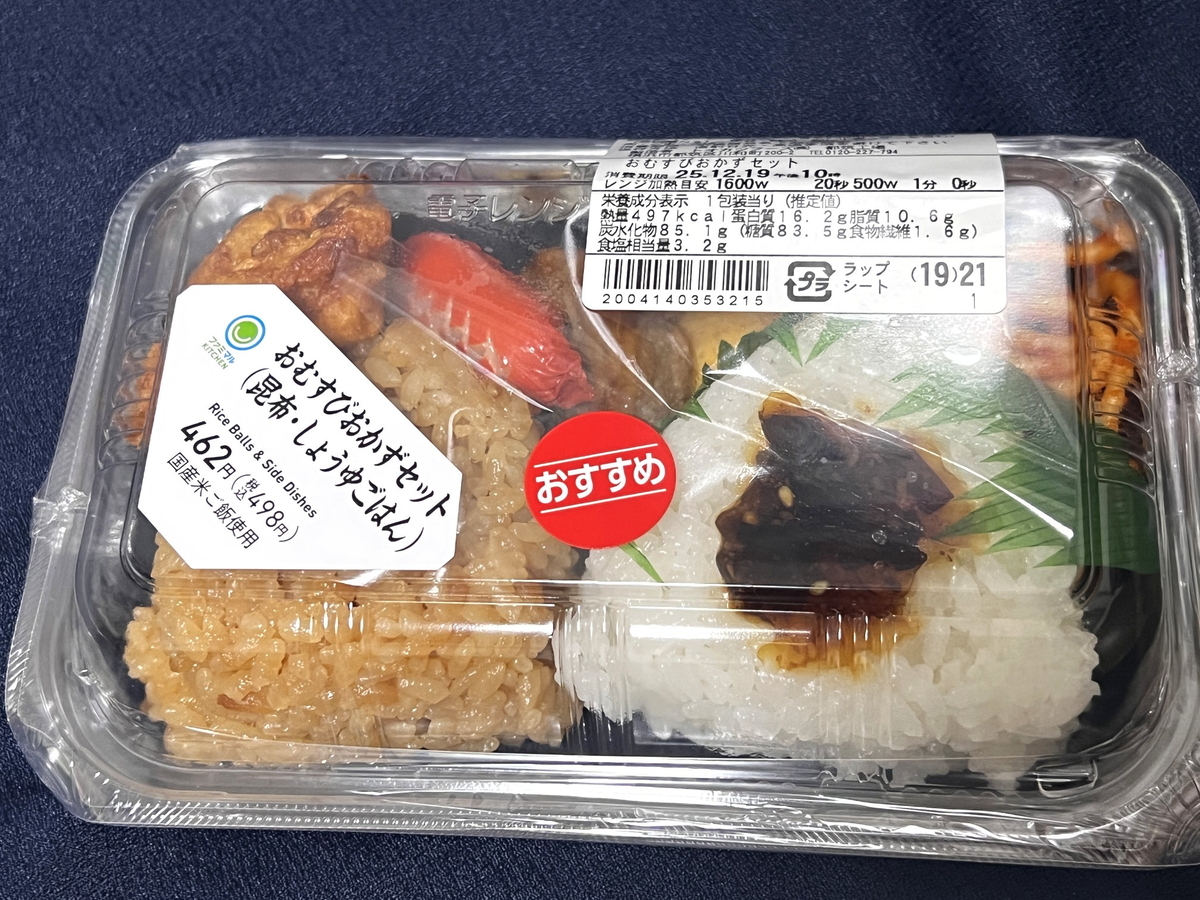 おむすびおかずセット
消費期限 25.12.19 午後10時
レンジ加熱目安 1600W 20秒 500W 1分 0秒
栄養成分表示 1包装当り(推定値)
熱量497kcal 蛋白質16.2g 脂質10.6g
炭水化物85.1g (糖質83.5g 食物繊維1.6g)
食塩相当量3.2g
2004140353215
プラ
ラップ
シート
(19)21
1
電子レンジ
ファミマル
KITCHEN
おむすびおかずセット
(昆布・しょうゆごはん)
Rice Balls & Side Dishes
462円(税込498円)
国産米ご飯使用
おすすめ